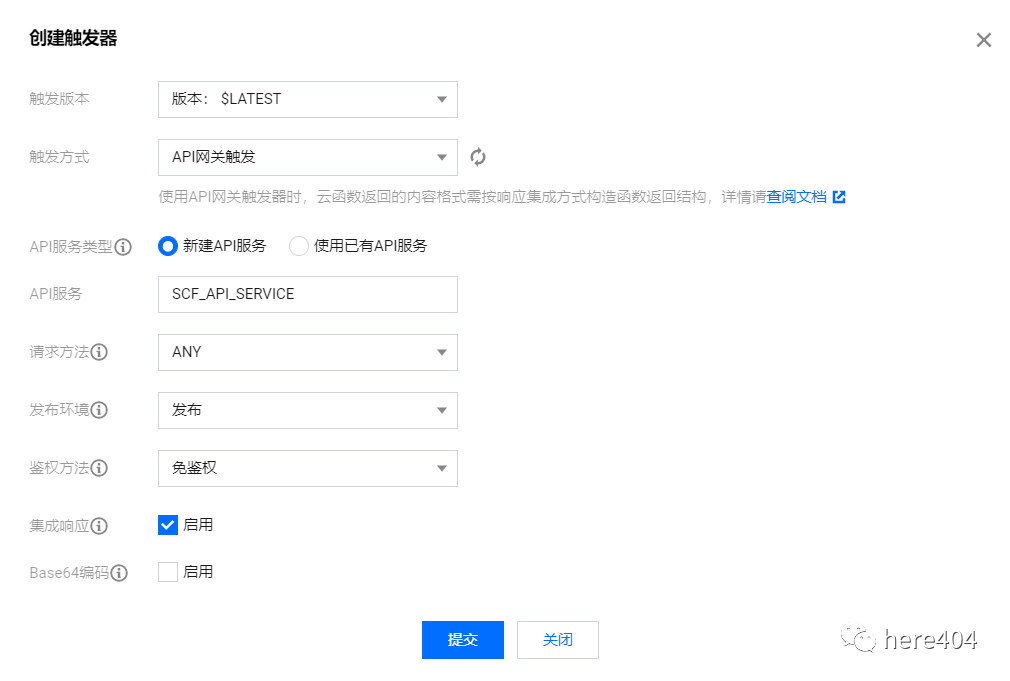 创建触发器
触发版本 版本： $LATEST
触发方式 API网关触发
使用API网关触发器时，云函数返回的内容格式需按响应集成方式构造函数返回结构，详情请查阅文档
API服务类型 新建API服务 使用已有API服务
API服务 SCF_API_SERVICE
请求方法 ANY
发布环境 发布
鉴权方法 免鉴权
集成响应 启用
Base64编码 启用
提交 关闭
here404